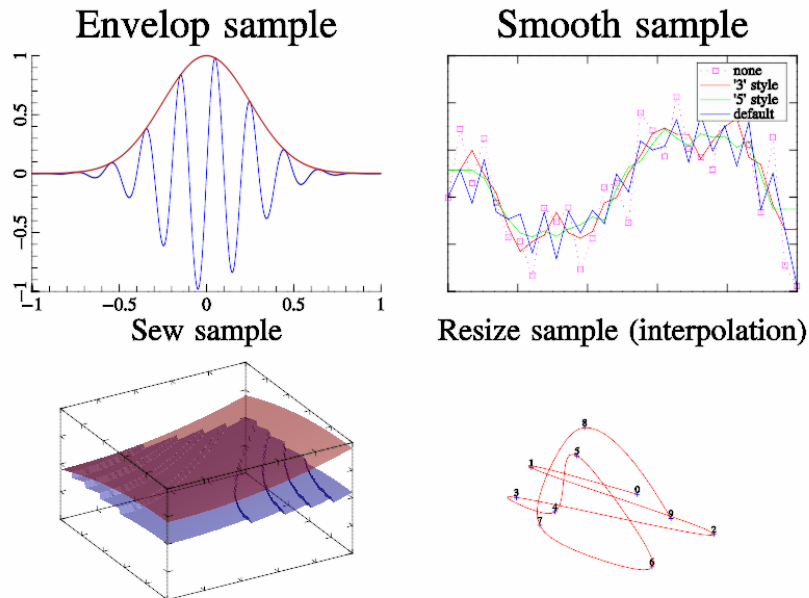 Envelop sample
Smooth sample
1
0.5
0
−0.5
−1
−1
−0.5
0
0.5
1
none
'3' style
'5' style
default
Sew sample
Resize sample (interpolation)
8
5
1
0
3
4
9
7
2
6